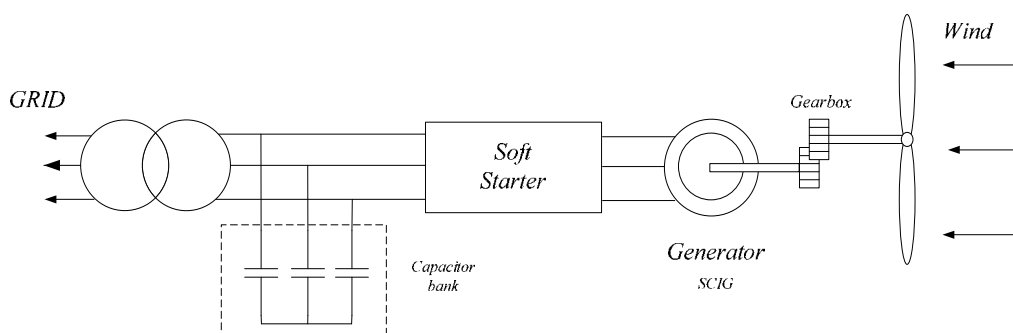 Wind
GRID
Gearbox
Soft
Starter
Generator
SCIG
Capacitor
bank